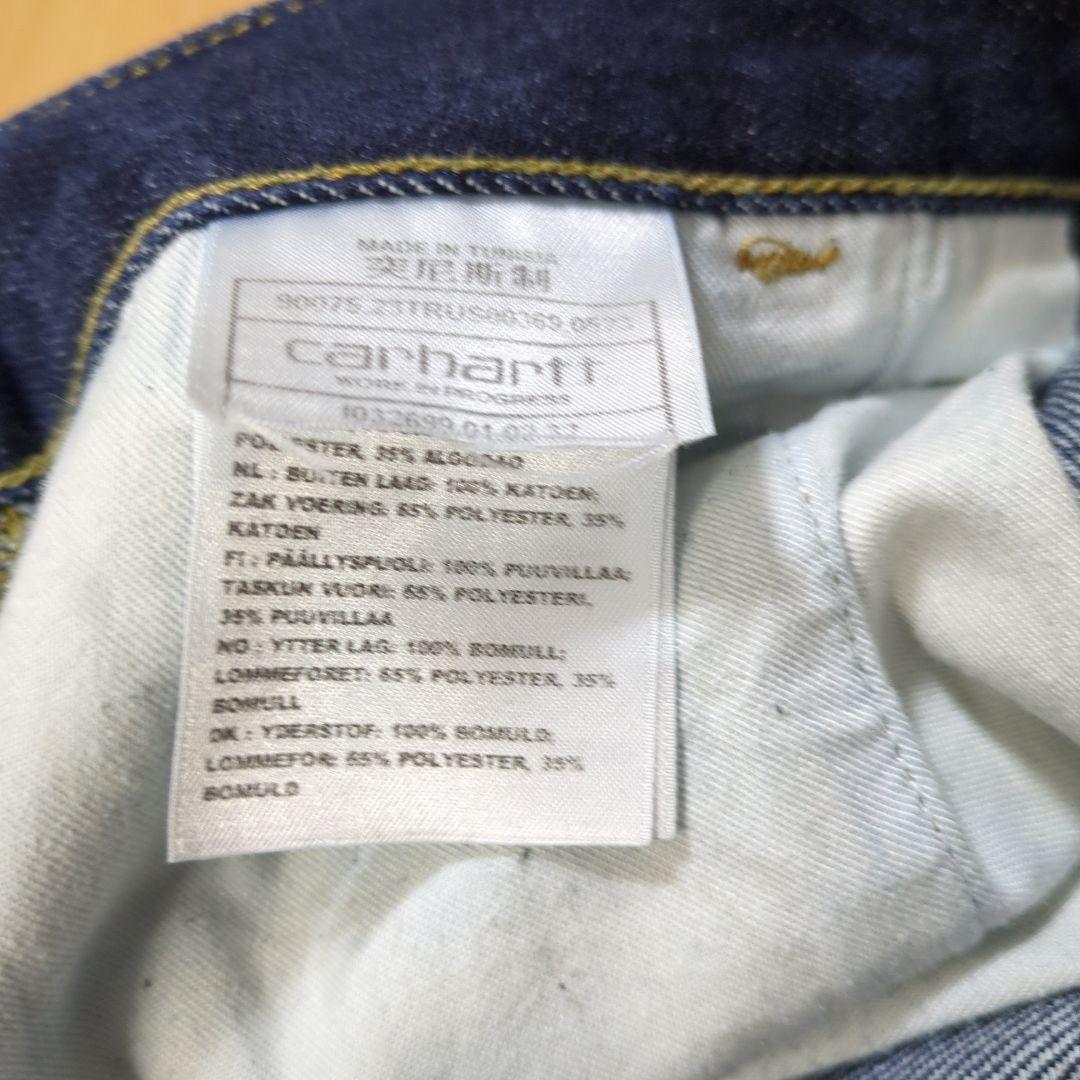 MADE IN TUNISIA
突尼斯制
carhartt
WORK IN PROGRESS
35% ALGODAO
NL : BUITEN LAAG: 100% KATOEN;
ZAK VOERING: 65% POLYESTER, 35%
KATOEN
FI : PÄÄLLYSPUOLI: 100% PUUVILLAA;
TASKUN VUORI: 65% POLYESTERI,
35% PUUVILLAA
NO : YTTER LAG: 100% BOMULL;
LOMMEFORET: 65% POLYESTER, 35%
BOMULL
DK : YDERSTOF: 100% BOMULD;
LOMMEFOR: 65% POLYESTER, 35%
BOMULD